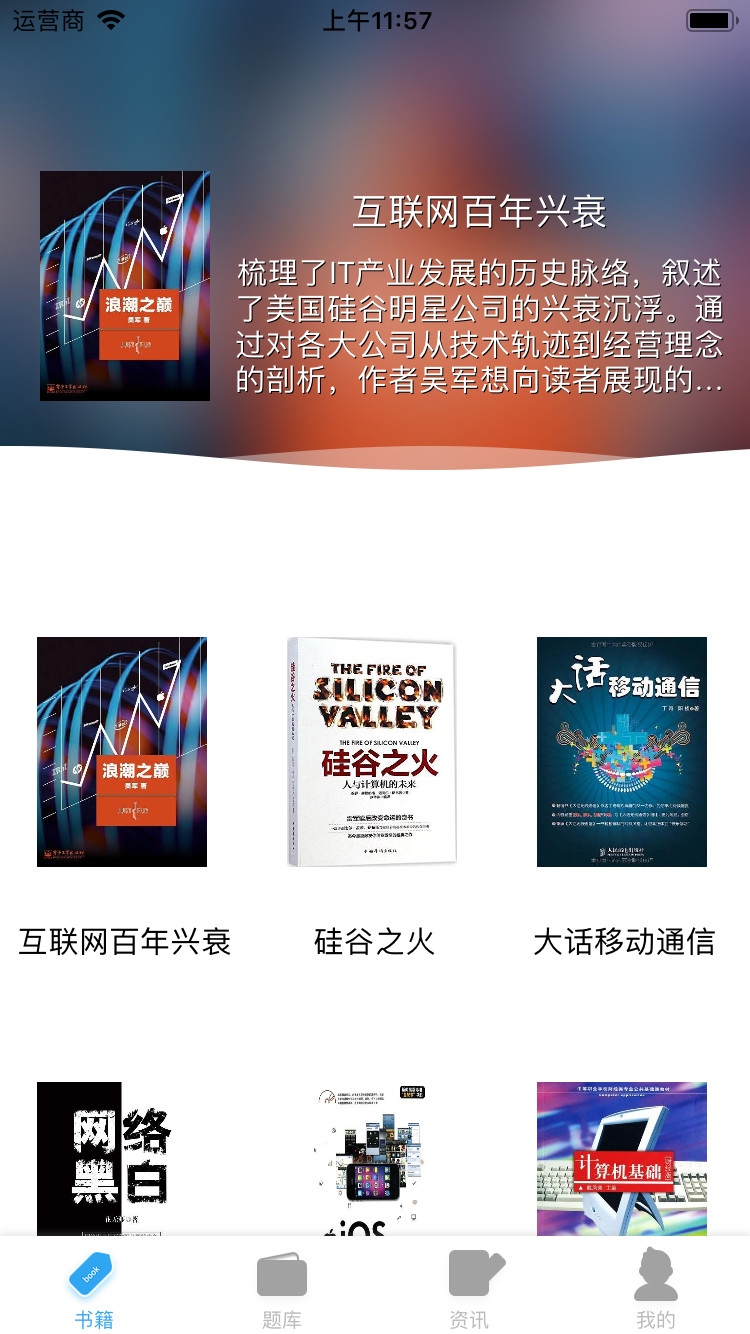 运营商
上午11:57
互联网百年兴衰
梳理了IT产业发展的历史脉络，叙述
了美国硅谷明星公司的兴衰沉浮。通
过对各大公司从技术轨迹到经营理念
的剖析，作者吴军想向读者展现的...
浪潮之巅
吴军 著
浪潮之巅
吴军 著
硅谷之火
THE FIRE OF
SILICON
VALLEY
THE FIRE OF SILICON VALLEY
硅谷之火
人与计算机的未来
大话
移动通信
互联网百年兴衰
硅谷之火
大话移动通信
网络
黑白
iOS
计算机基础
book
书籍
题库
资讯
我的